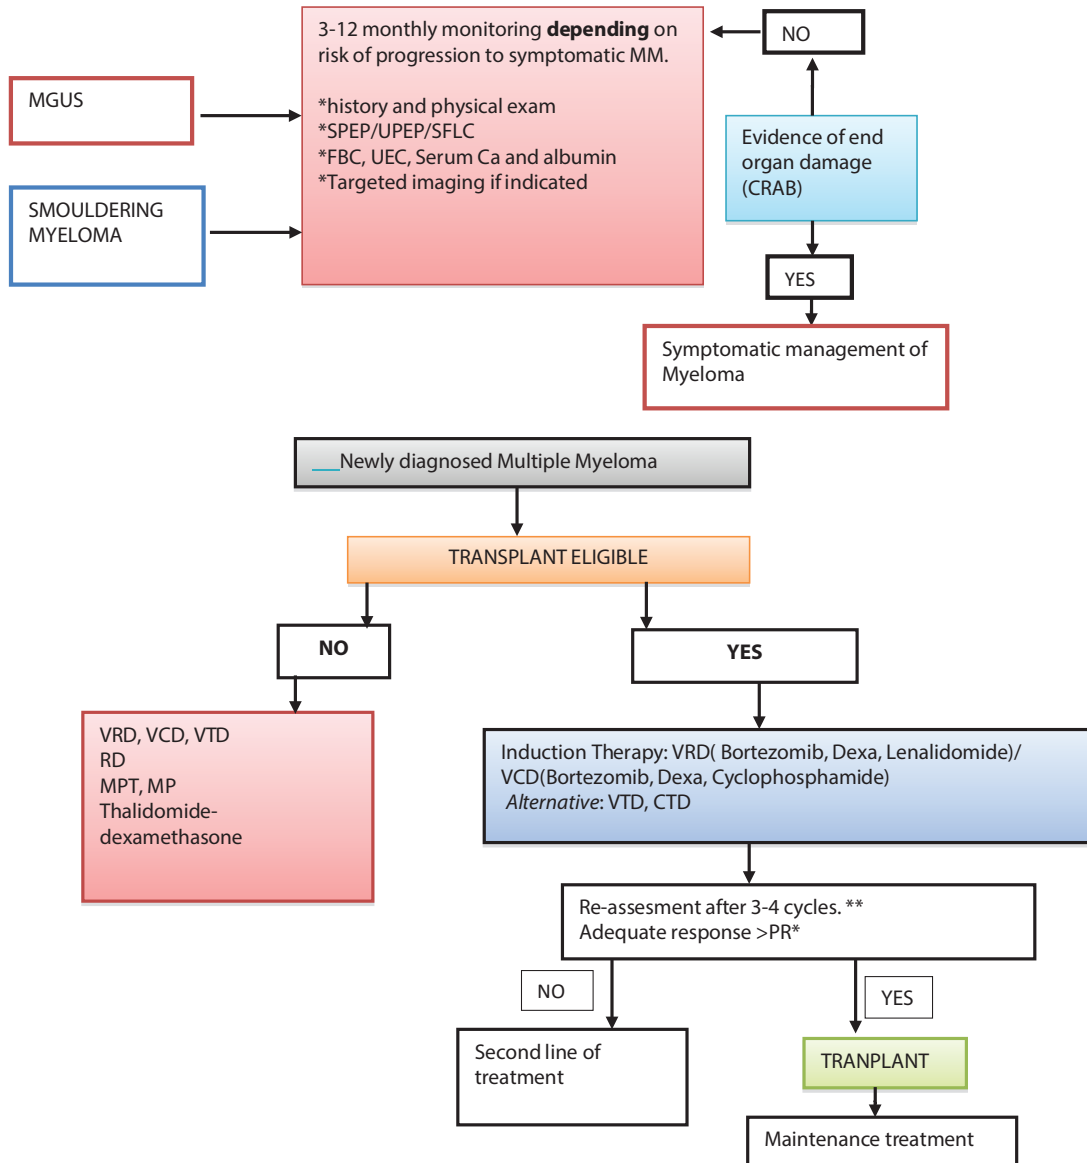 MGUS
SMOULDERING
MYELOMA
3-12 monthly monitoring depending on
risk of progression to symptomatic MM.
*history and physical exam
*SPEP/UPEP/SFLC
*FBC, UEC, Serum Ca and albumin
*Targeted imaging if indicated
NO
Evidence of end
organ damage
(CRAB)
YES
Symptomatic management of
Myeloma
Newly diagnosed Multiple Myeloma
TRANSPLANT ELIGIBLE
NO
YES
VRD, VCD, VTD
RD
MPT, MP
Thalidomide-
dexamethasone
Induction Therapy: VRD( Bortezomib, Dexa, Lenalidomide)/
VCD(Bortezomib, Dexa, Cyclophosphamide)
Alternative: VTD, CTD
Re-assesment after 3-4 cycles. **
Adequate response >PR*
NO
YES
Second line of
treatment
TRANPLANT
Maintenance treatment